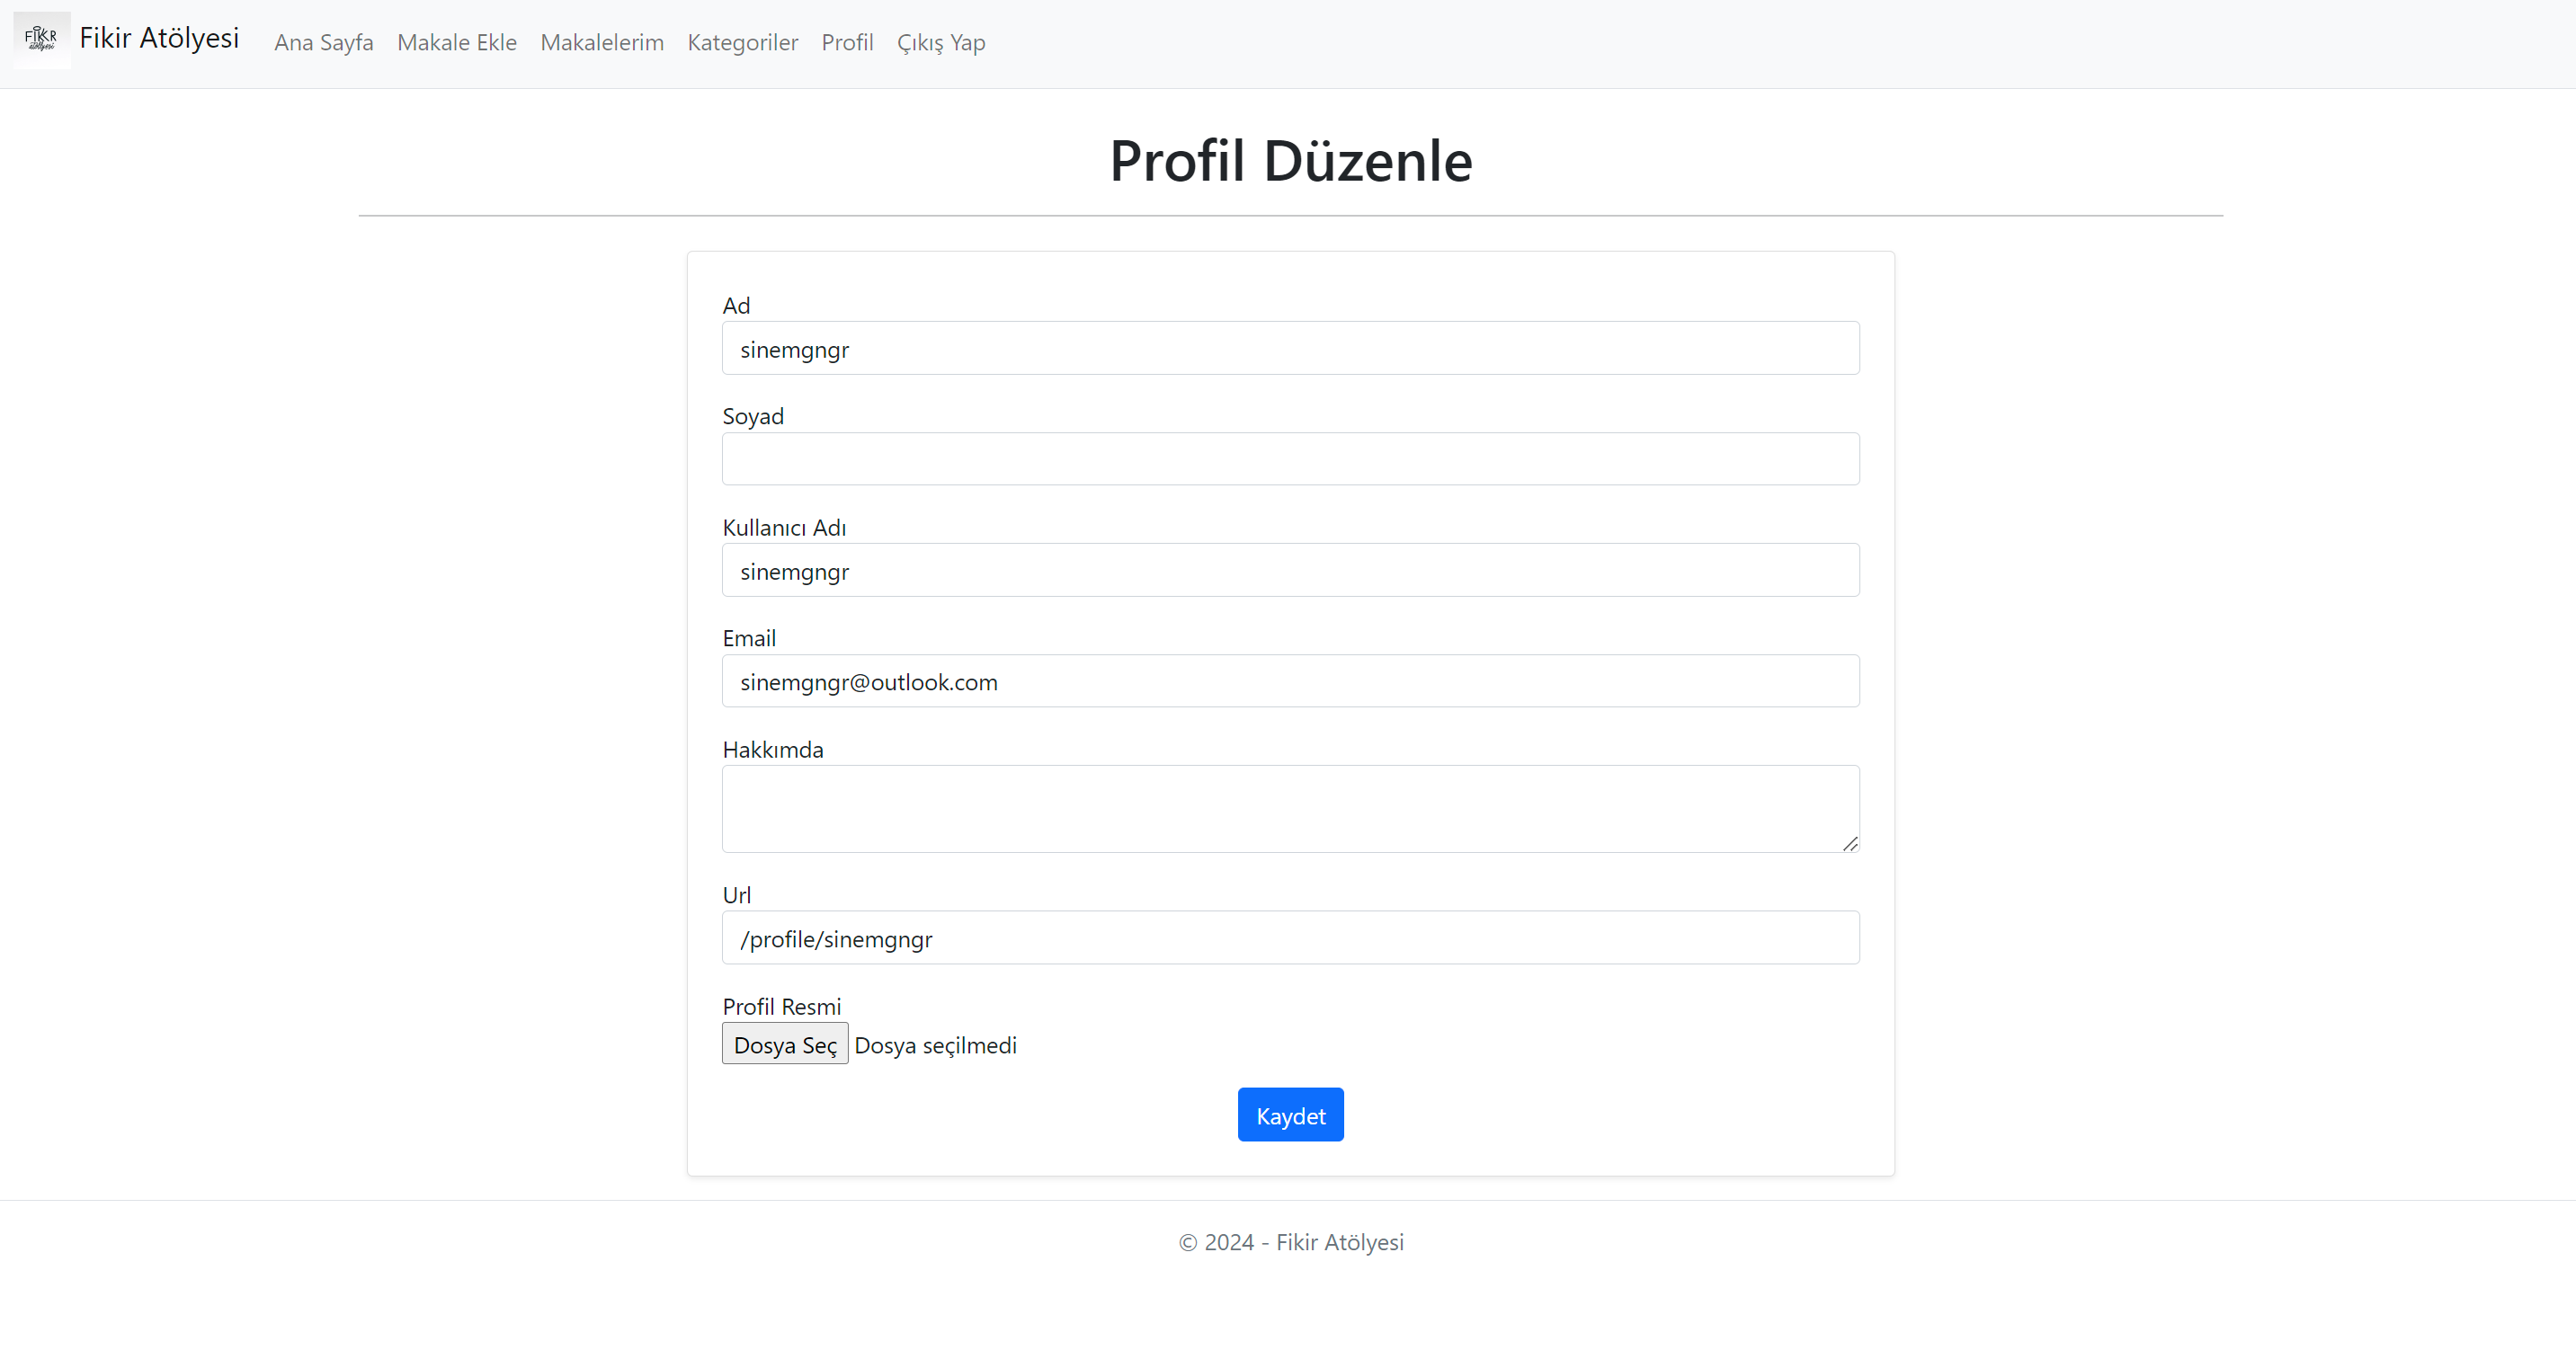 FİKİR
atölyesi
Fikir Atölyesi Ana Sayfa Makale Ekle Makalelerim Kategoriler Profil Çıkış Yap
Profil Düzenle
Ad
sinemgngr
Soyad
Kullanıcı Adı
sinemgngr
Email
sinemgngr@outlook.com
Hakkımda
Url
/profile/sinemgngr
Profil Resmi
Dosya Seç Dosya seçilmedi
Kaydet
© 2024 - Fikir Atölyesi